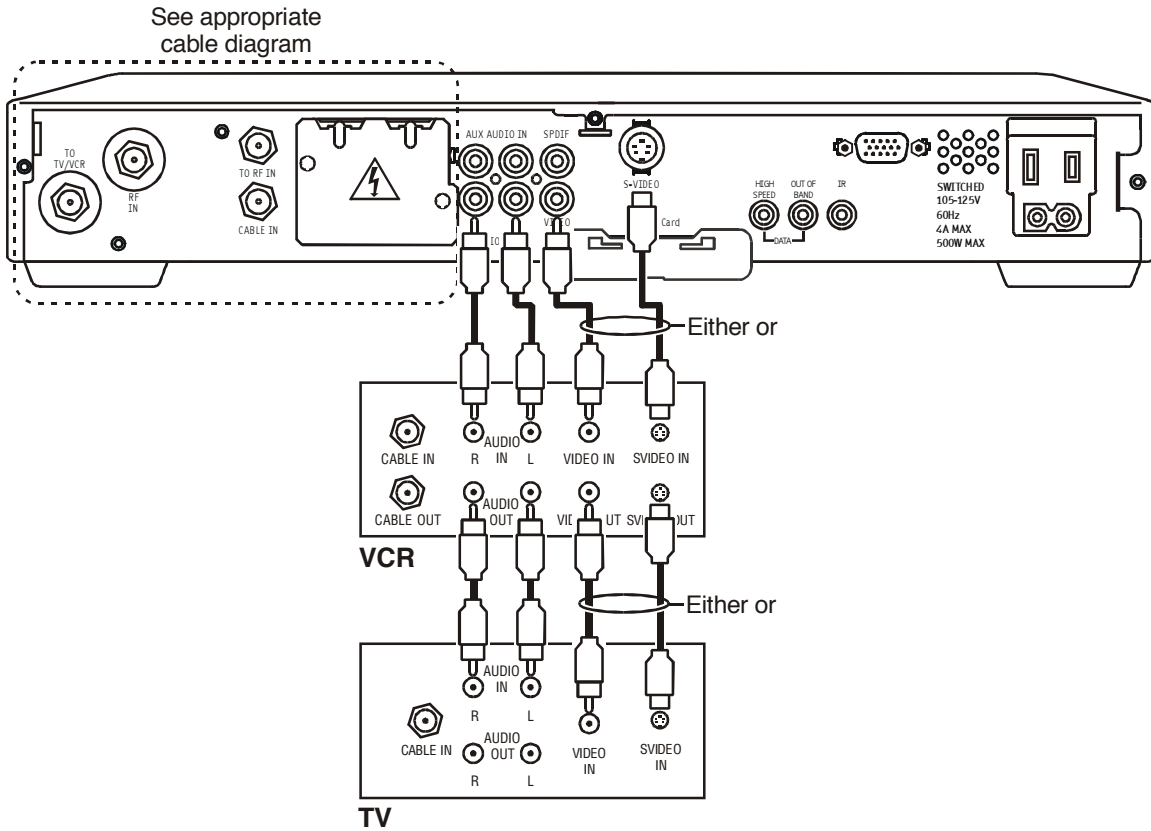 See appropriate
cable diagram
TO
TV/VCR
RF
IN
TO RF IN
CABLE IN
AUX AUDIO IN
SPDIF
S-VIDEO
Card
HIGH
SPEED
OUT OF
BAND
IR
DATA
SWITCHED
105-125V
60Hz
4A MAX
500W MAX
Either or
CABLE IN
R
AUDIO
IN
L
VIDEO IN
SVIDEO IN
CABLE OUT
AUDIO
OUT
VCR
Either or
AUDIO
IN
R
L
CABLE IN
AUDIO
OUT
R
L
VIDEO
IN
SVIDEO
IN
TV